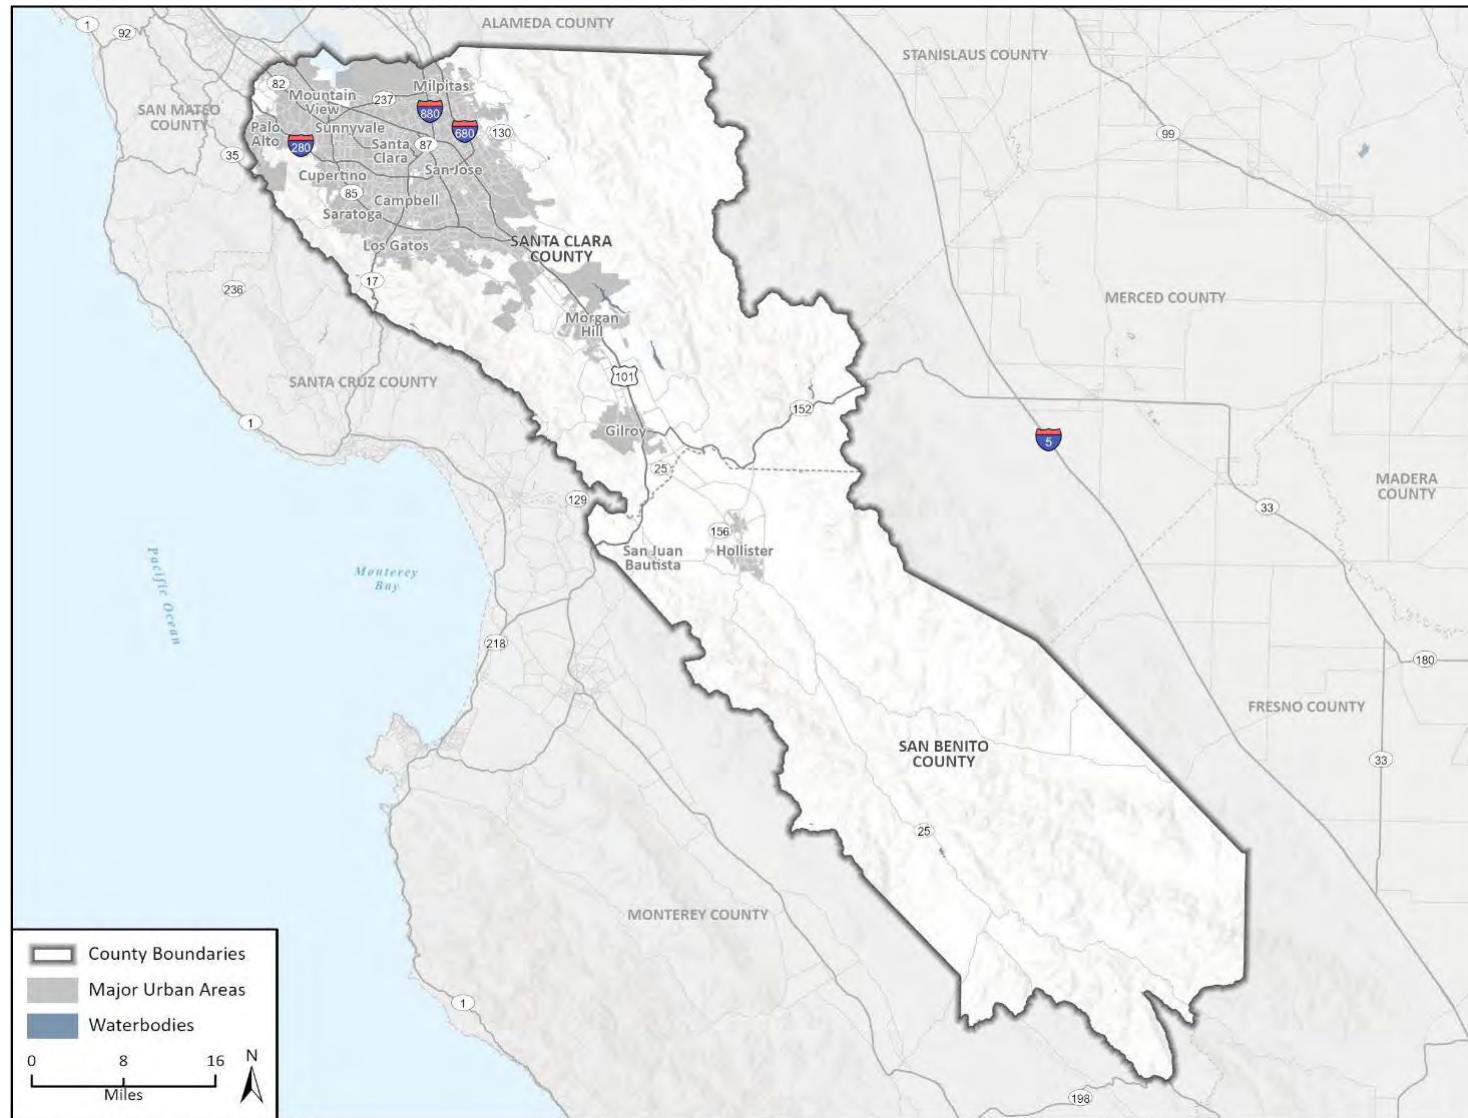 ALAMEDA COUNTY
1
92
STANISLAUS COUNTY
82
Milpitas
Mountain
View
237
SAN MATEO
COUNTY
880
99
Palo
Alto
Sunnyvale
680
130
280
Santa
Clara
87
35
Cupertino
San Jose
85
Campbell
Saratoga
Los Gatos
SANTA CLARA
COUNTY
17
236
MERCED COUNTY
Morgan
Hill
SANTA CRUZ COUNTY
101
152
1
Gilroy
5
25
MADERA
COUNTY
129
33
156
San Juan
Bautista
Hollister
Pacific Ocean
Monterey
Bay
218
180
FRESNO COUNTY
SAN BENITO
COUNTY
33
25
MONTEREY COUNTY
County Boundaries
Major Urban Areas
Waterbodies
1
0 8 16
Miles
N
198